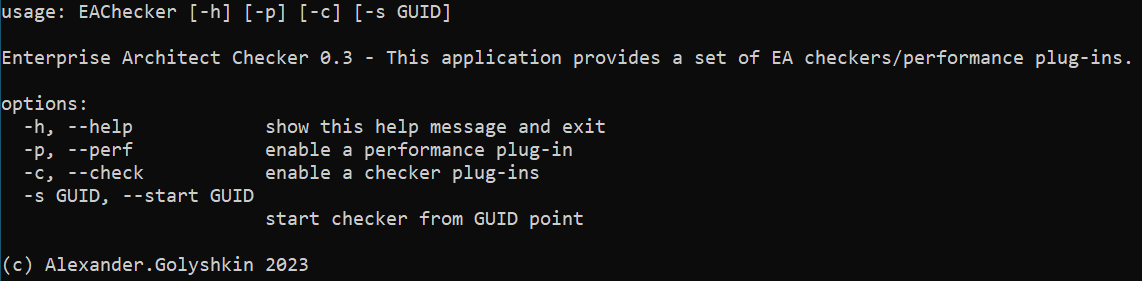 usage: EAChecker [-h] [-p] [-c] [-s GUID]
Enterprise Architect Checker 0.3 - This application provides a set of EA checkers/performance plug-ins.
options:
-h, --help show this help message and exit
-p, --perf enable a performance plug-in
-c, --check enable a checker plug-ins
-s GUID, --start GUID
start checker from GUID point
(c) Alexander.Golyshkin 2023